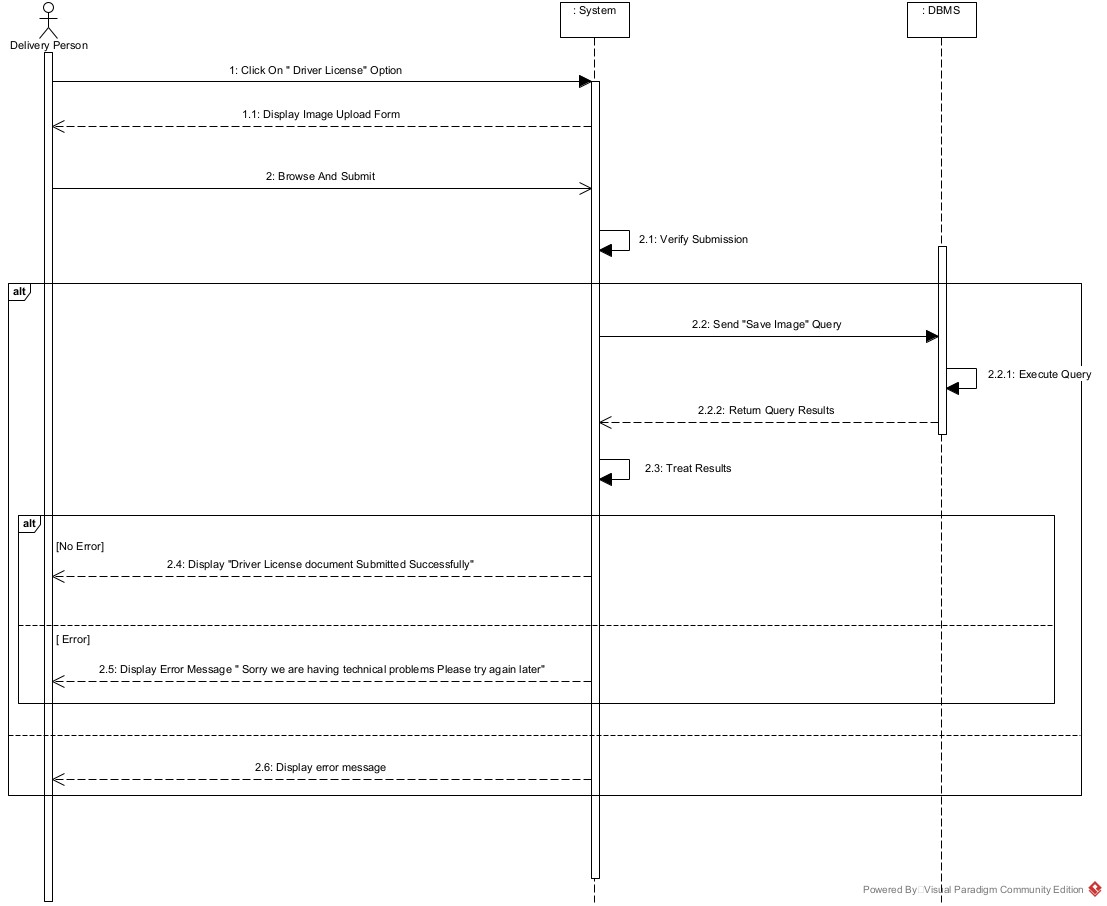 : System
: DBMS
Delivery Person
1: Click On " Driver License" Option
1.1: Display Image Upload Form
2: Browse And Submit
2.1: Verify Submission
alt
2.2: Send "Save Image" Query
2.2.1: Execute Query
2.2.2: Return Query Results
2.3: Treat Results
alt
[No Error]
2.4: Display "Driver License document Submitted Successfully"
[ Error]
2.5: Display Error Message " Sorry we are having technical problems Please try again later"
2.6: Display error message
Powered By Visual Paradigm Community Edition